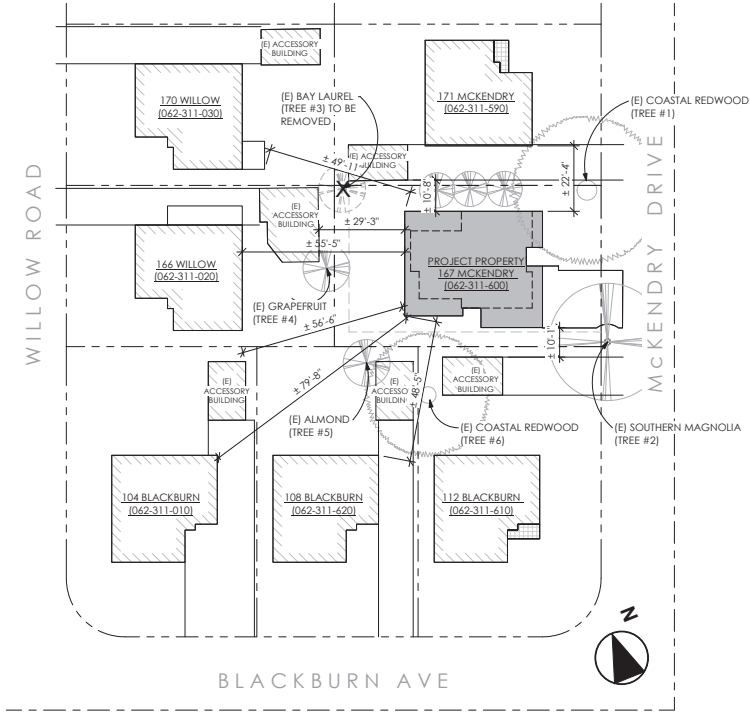 (E) ACCESSORY
BUILDING
170 WILLOW
(062-311-030)
(E) BAY LAUREL
(TREE #3) TO BE
REMOVED
171 MCKENDRY
(062-311-590)
(E) COASTAL REDWOOD
(TREE #1)
(E) ACCESSORY
BUILDING
± 49'-11"
± 10'-8"
± 22'-4"
WILLOW ROAD
McKENDRY DRIVE
(E)
ACCESSORY
BUILDING
± 29'-3"
± 55'-5"
166 WILLOW
(062-311-020)
PROJECT PROPERTY
167 MCKENDRY
(062-311-600)
(E) GRAPEFRUIT
(TREE #4)
± 56'-6"
± 10'-1"
± 79'-8"
± 48'-5"
(E)
ACCESSORY
BUILDING
(E)
ACCESSO
BUILDIN
(E)
ACCESSORY
BUILDING
(E) ALMOND
(TREE #5)
(E) COASTAL REDWOOD
(TREE #6)
(E) SOUTHERN MAGNOLIA
(TREE #2)
104 BLACKBURN
(062-311-010)
108 BLACKBURN
(062-311-620)
112 BLACKBURN
(062-311-610)
N
BLACKBURN AVE